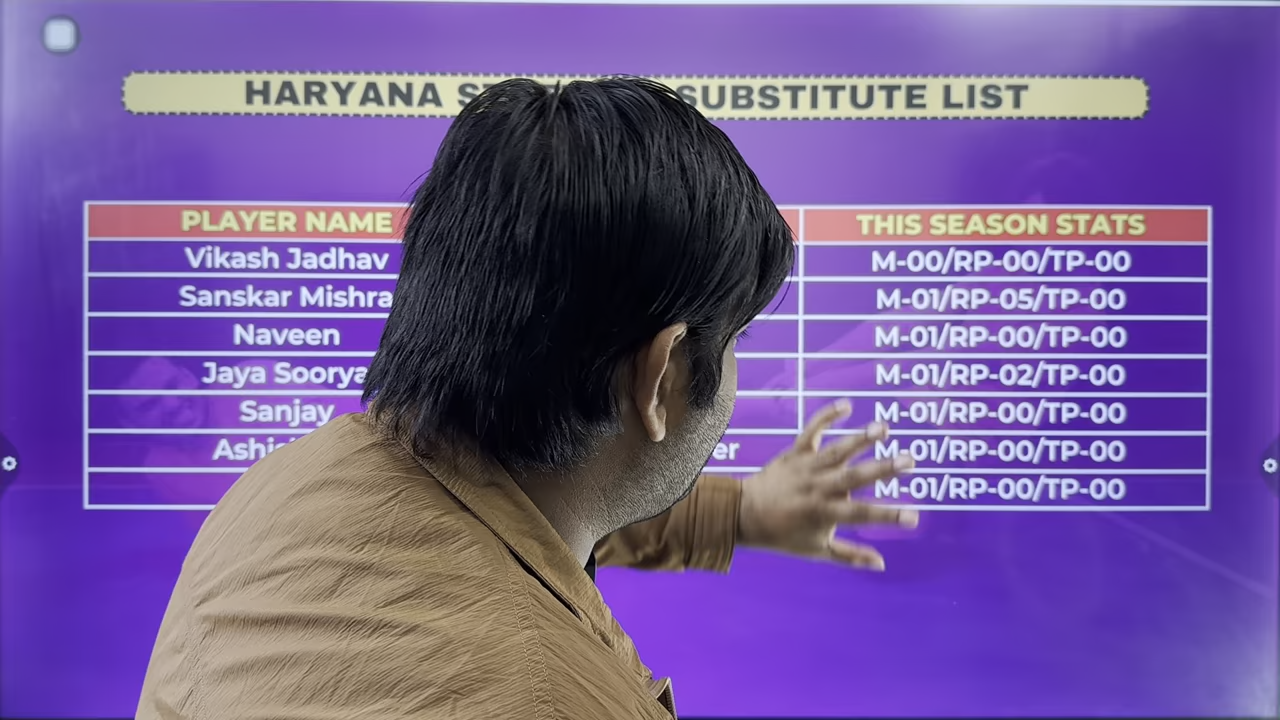 HARYANA SUBSTITUTE LIST
PLAYER NAME THIS SEASON STATS
Vikash Jadhav M-00/RP-00/TP-00
Sanskar Mishra M-01/RP-05/TP-00
Naveen M-01/RP-00/TP-00
Jaya Soorya M-01/RP-02/TP-00
Sanjay M-01/RP-00/TP-00
M-01/RP-00/TP-00
M-01/RP-00/TP-00